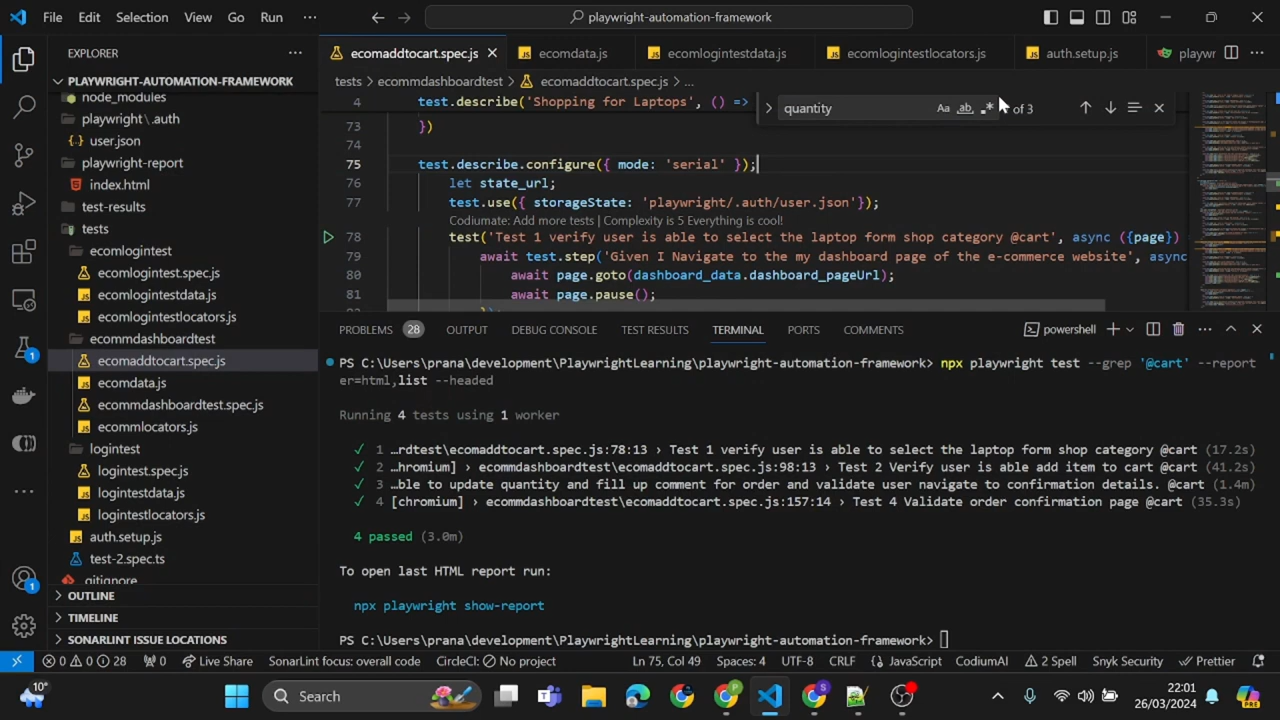 File Edit Selection View Go Run ··· playwright-automation-framework
EXPLORER ···
PLAYWRIGHT-AUTOMATION-FRAMEWORK
node_modules
playwright \ .auth
user.json
playwright-report
index.html
test-results
tests
ecomlogintest
ecomlogintest.spec.js
ecomlogintestdata.js
ecomlogintestlocators.js
ecommdashboardtest
ecomaddtocart.spec.js
ecomdata.js
ecommdashboardtest.spec.js
ecommlocators.js
logintest
logintest.spec.js
logintestdata.js
logintestlocators.js
auth.setup.js
test-2.spec.ts
.gitignore
OUTLINE
TIMELINE
SONARLINT ISSUE LOCATIONS
ecomaddtocart.spec.js ecomdata.js ecomlogintestdata.js ecomlogintestlocators.js auth.setup.js playwr
tests > ecommdashboardtest > ecomaddtocart.spec.js > ...
quantity Aa ab .* of 3
4 test.describe('Shopping for Laptops', () =>
73 })
74
75 test.describe.configure({ mode: 'serial' });
76 let state_url;
77 test.use({ storageState: 'playwright/.auth/user.json'});
Codiumate: Add more tests | Complexity is 5 Everything is cool!
78 test('Test 1 verify user is able to select the laptop form shop category @cart', async ({page})
79 await test.step('Given I navigate to on my dashboard page of e-commerce website', async
80 await page.goto(dashboard_data.dashboard_pageUrl);
81 await page.pause();
PROBLEMS 28 OUTPUT DEBUG CONSOLE TEST RESULTS TERMINAL PORTS COMMENTS powershell
PS C:\Users\prana\development\PlaywrightLearning\playwright-automation-framework> npx playwright test --grep '@cart' --report
er=html,list --headed
Running 4 tests using 1 worker
✓ 1 …rdtest\ecomaddtocart.spec.js:78:13 › Test 1 verify user is able to select the laptop form shop category @cart (17.2s)
✓ 2 …hromium] › ecommdashboardtest\ecomaddtocart.spec.js:98:13 › Test 2 Verify user is able add item to cart @cart (41.2s)
✓ 3 …ble to update quantity and fill up comment for order and validate user navigate to confirmation details. @cart (1.4m)
✓ 4 [chromium] › ecommdashboardtest\ecomaddtocart.spec.js:157:14 › Test 4 Validate order confirmation page @cart (35.3s)
4 passed (3.0m)
To open last HTML report run:
npx playwright show-report
PS C:\Users\prana\development\PlaywrightLearning\playwright-automation-framework>
0 0 28 0 Live Share SonarLint focus: overall code CircleCI: No project Ln 75, Col 49 Spaces: 4 UTF-8 CRLF JavaScript CodiumAI 2 Spell Snyk Security Prettier
10° Search 22:01
26/03/2024